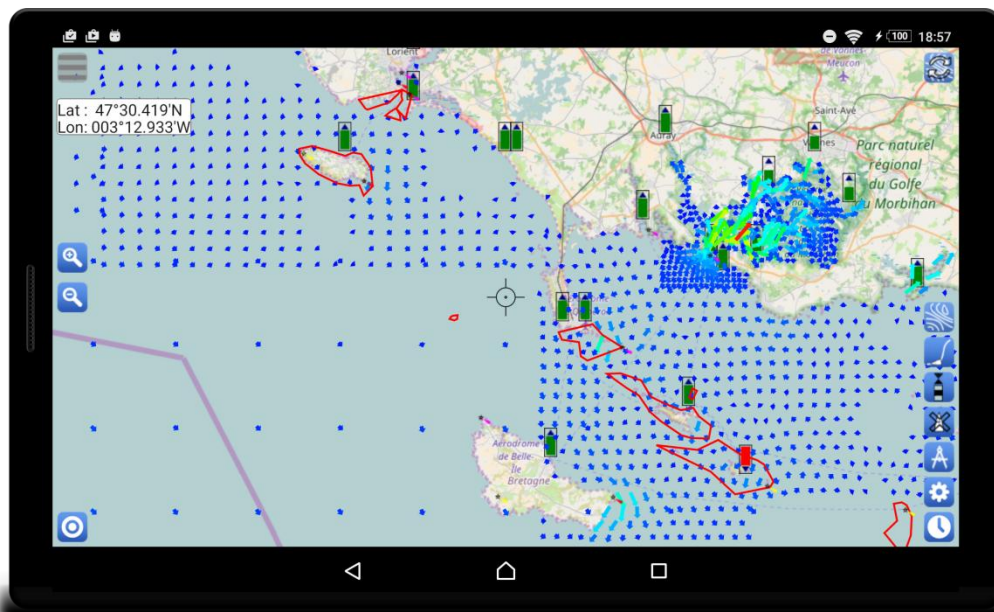 100 18:57
Lorient
de Vannes-
Meucon
Lat : 47°30.419'N
Lon: 003°12.933'W
Saint-Avé
Auray
Parc naturel
régional
du Golfe
du Morbihan
Aérodrome
de Belle-
Île
Bretagne